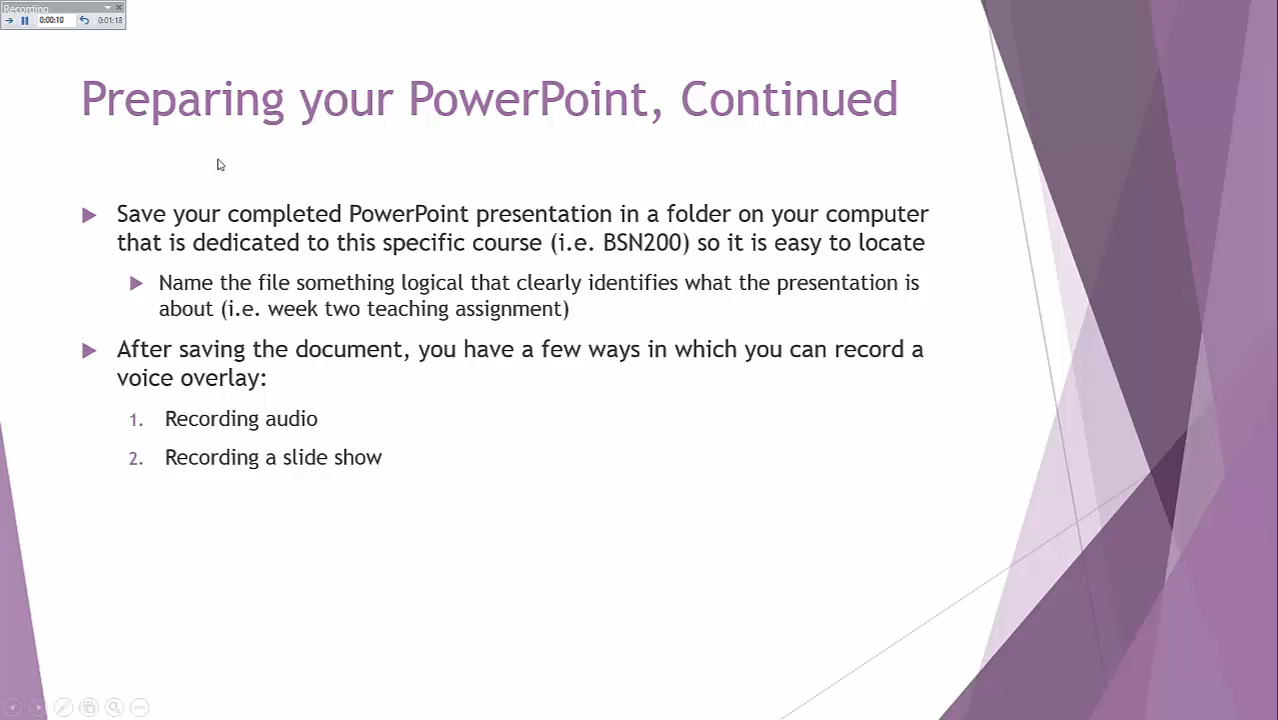 Recording
0:00:10
0:01:18
Preparing your PowerPoint, Continued
Save your completed PowerPoint presentation in a folder on your computer
that is dedicated to this specific course (i.e. BSN200) so it is easy to locate
Name the file something logical that clearly identifies what the presentation is
about (i.e. week two teaching assignment)
After saving the document, you have a few ways in which you can record a
voice overlay:
1. Recording audio
2. Recording a slide show